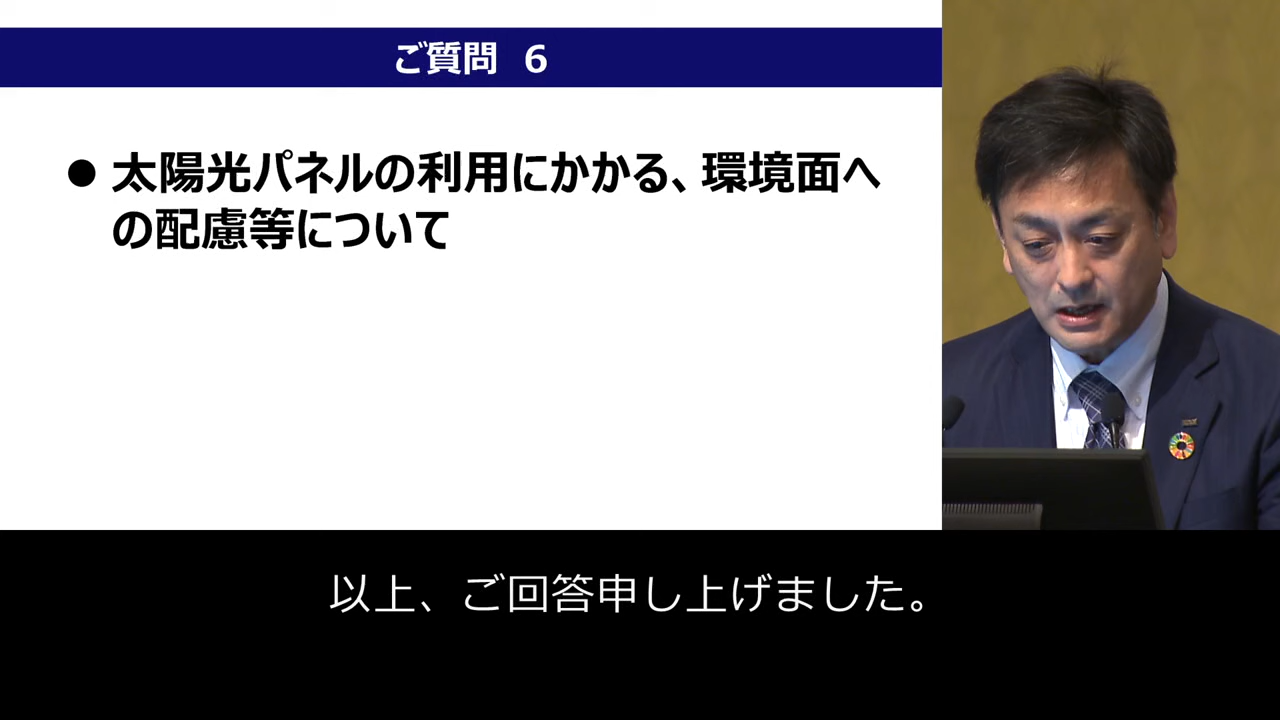 ご質問 6
● 太陽光パネルの利用にかかる、環境面へ
の配慮等について
以上、ご回答申し上げました。